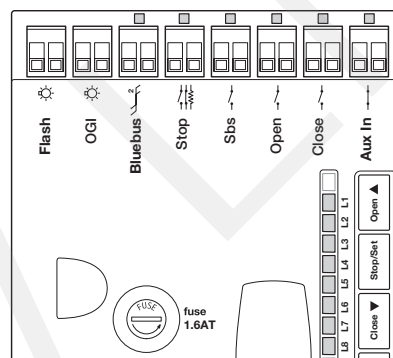 Flash
OGI
Bluebus
2
Stop
Sbs
Open
Close
Aux In
L1
L2
L3
L4
L5
L6
L7
L8
Open ▲
Stop/Set
Close ▼
FUSE
fuse
1.6AT